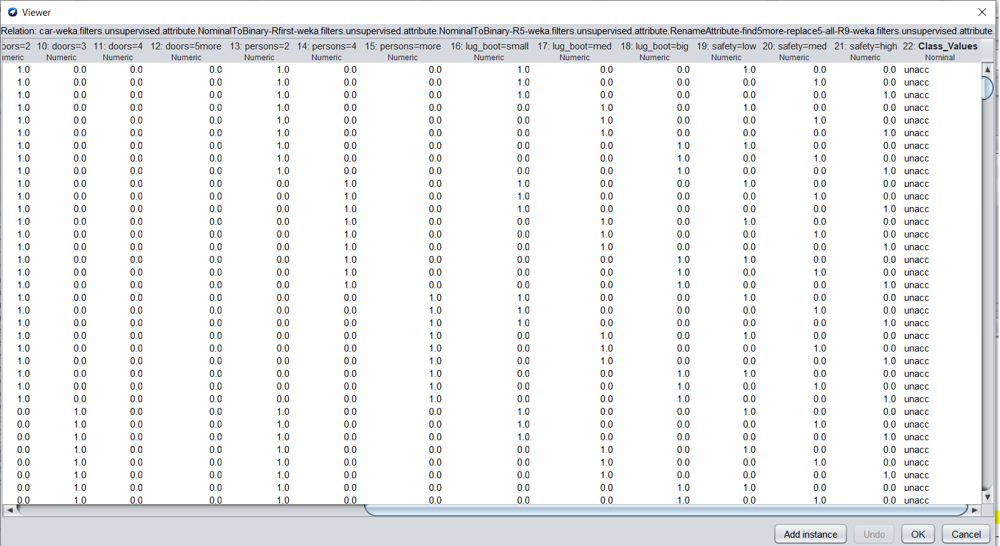 Viewer
Relation: car-weka.filters.unsupervised.attribute.NominalToBinary-Rfirst-weka.filters.unsupervised.attribute.NominalToBinary-R5-weka.filters.unsupervised.attribute.RenameAttribute-find5more-replace5-all-R9-weka.filters.unsupervised.attribute.
oors=2 10: doors=3 11: doors=4 12: doors=5more 13: persons=2 14: persons=4 15: persons=more 16: lug_boot=small 17: lug_boot=med 18: lug_boot=big 19: safety=low 20: safety=med 21: safety=high 22: Class_Values
umeric Numeric Numeric Numeric Numeric Numeric Numeric Numeric Numeric Numeric Numeric Numeric Numeric Nominal
1.0 0.0 0.0 0.0 1.0 0.0 0.0 1.0 0.0 0.0 1.0 0.0 0.0 unacc
1.0 0.0 0.0 0.0 1.0 0.0 0.0 1.0 0.0 0.0 0.0 1.0 0.0 unacc
1.0 0.0 0.0 0.0 1.0 0.0 0.0 1.0 0.0 0.0 0.0 0.0 1.0 unacc
1.0 0.0 0.0 0.0 1.0 0.0 0.0 0.0 1.0 0.0 1.0 0.0 0.0 unacc
1.0 0.0 0.0 0.0 1.0 0.0 0.0 0.0 1.0 0.0 0.0 1.0 0.0 unacc
1.0 0.0 0.0 0.0 1.0 0.0 0.0 0.0 1.0 0.0 0.0 0.0 1.0 unacc
1.0 0.0 0.0 0.0 1.0 0.0 0.0 0.0 0.0 1.0 1.0 0.0 0.0 unacc
1.0 0.0 0.0 0.0 1.0 0.0 0.0 0.0 0.0 1.0 0.0 1.0 0.0 unacc
1.0 0.0 0.0 0.0 1.0 0.0 0.0 0.0 0.0 1.0 0.0 0.0 1.0 unacc
1.0 0.0 0.0 0.0 0.0 1.0 0.0 1.0 0.0 0.0 1.0 0.0 0.0 unacc
1.0 0.0 0.0 0.0 0.0 1.0 0.0 1.0 0.0 0.0 0.0 1.0 0.0 unacc
1.0 0.0 0.0 0.0 0.0 1.0 0.0 1.0 0.0 0.0 0.0 0.0 1.0 unacc
1.0 0.0 0.0 0.0 0.0 1.0 0.0 0.0 1.0 0.0 1.0 0.0 0.0 unacc
1.0 0.0 0.0 0.0 0.0 1.0 0.0 0.0 1.0 0.0 0.0 1.0 0.0 unacc
1.0 0.0 0.0 0.0 0.0 1.0 0.0 0.0 1.0 0.0 0.0 0.0 1.0 unacc
1.0 0.0 0.0 0.0 0.0 1.0 0.0 0.0 0.0 1.0 1.0 0.0 0.0 unacc
1.0 0.0 0.0 0.0 0.0 1.0 0.0 0.0 0.0 1.0 0.0 1.0 0.0 unacc
1.0 0.0 0.0 0.0 0.0 1.0 0.0 0.0 0.0 1.0 0.0 0.0 1.0 unacc
1.0 0.0 0.0 0.0 0.0 0.0 1.0 1.0 0.0 0.0 1.0 0.0 0.0 unacc
1.0 0.0 0.0 0.0 0.0 0.0 1.0 1.0 0.0 0.0 0.0 1.0 0.0 unacc
1.0 0.0 0.0 0.0 0.0 0.0 1.0 1.0 0.0 0.0 0.0 0.0 1.0 unacc
1.0 0.0 0.0 0.0 0.0 0.0 1.0 0.0 1.0 0.0 1.0 0.0 0.0 unacc
1.0 0.0 0.0 0.0 0.0 0.0 1.0 0.0 1.0 0.0 0.0 1.0 0.0 unacc
1.0 0.0 0.0 0.0 0.0 0.0 1.0 0.0 1.0 0.0 0.0 0.0 1.0 unacc
1.0 0.0 0.0 0.0 0.0 0.0 1.0 0.0 0.0 1.0 1.0 0.0 0.0 unacc
1.0 0.0 0.0 0.0 0.0 0.0 1.0 0.0 0.0 1.0 0.0 1.0 0.0 unacc
1.0 0.0 0.0 0.0 0.0 0.0 1.0 0.0 0.0 1.0 0.0 0.0 1.0 unacc
0.0 1.0 0.0 0.0 1.0 0.0 0.0 1.0 0.0 0.0 1.0 0.0 0.0 unacc
0.0 1.0 0.0 0.0 1.0 0.0 0.0 1.0 0.0 0.0 0.0 1.0 0.0 unacc
0.0 1.0 0.0 0.0 1.0 0.0 0.0 1.0 0.0 0.0 0.0 0.0 1.0 unacc
0.0 1.0 0.0 0.0 1.0 0.0 0.0 0.0 1.0 0.0 1.0 0.0 0.0 unacc
0.0 1.0 0.0 0.0 1.0 0.0 0.0 0.0 1.0 0.0 0.0 1.0 0.0 unacc
0.0 1.0 0.0 0.0 1.0 0.0 0.0 0.0 1.0 0.0 0.0 0.0 1.0 unacc
0.0 1.0 0.0 0.0 1.0 0.0 0.0 0.0 0.0 1.0 1.0 0.0 0.0 unacc
0.0 1.0 0.0 0.0 1.0 0.0 0.0 0.0 0.0 1.0 0.0 1.0 0.0 unacc
Add instance Undo OK Cancel